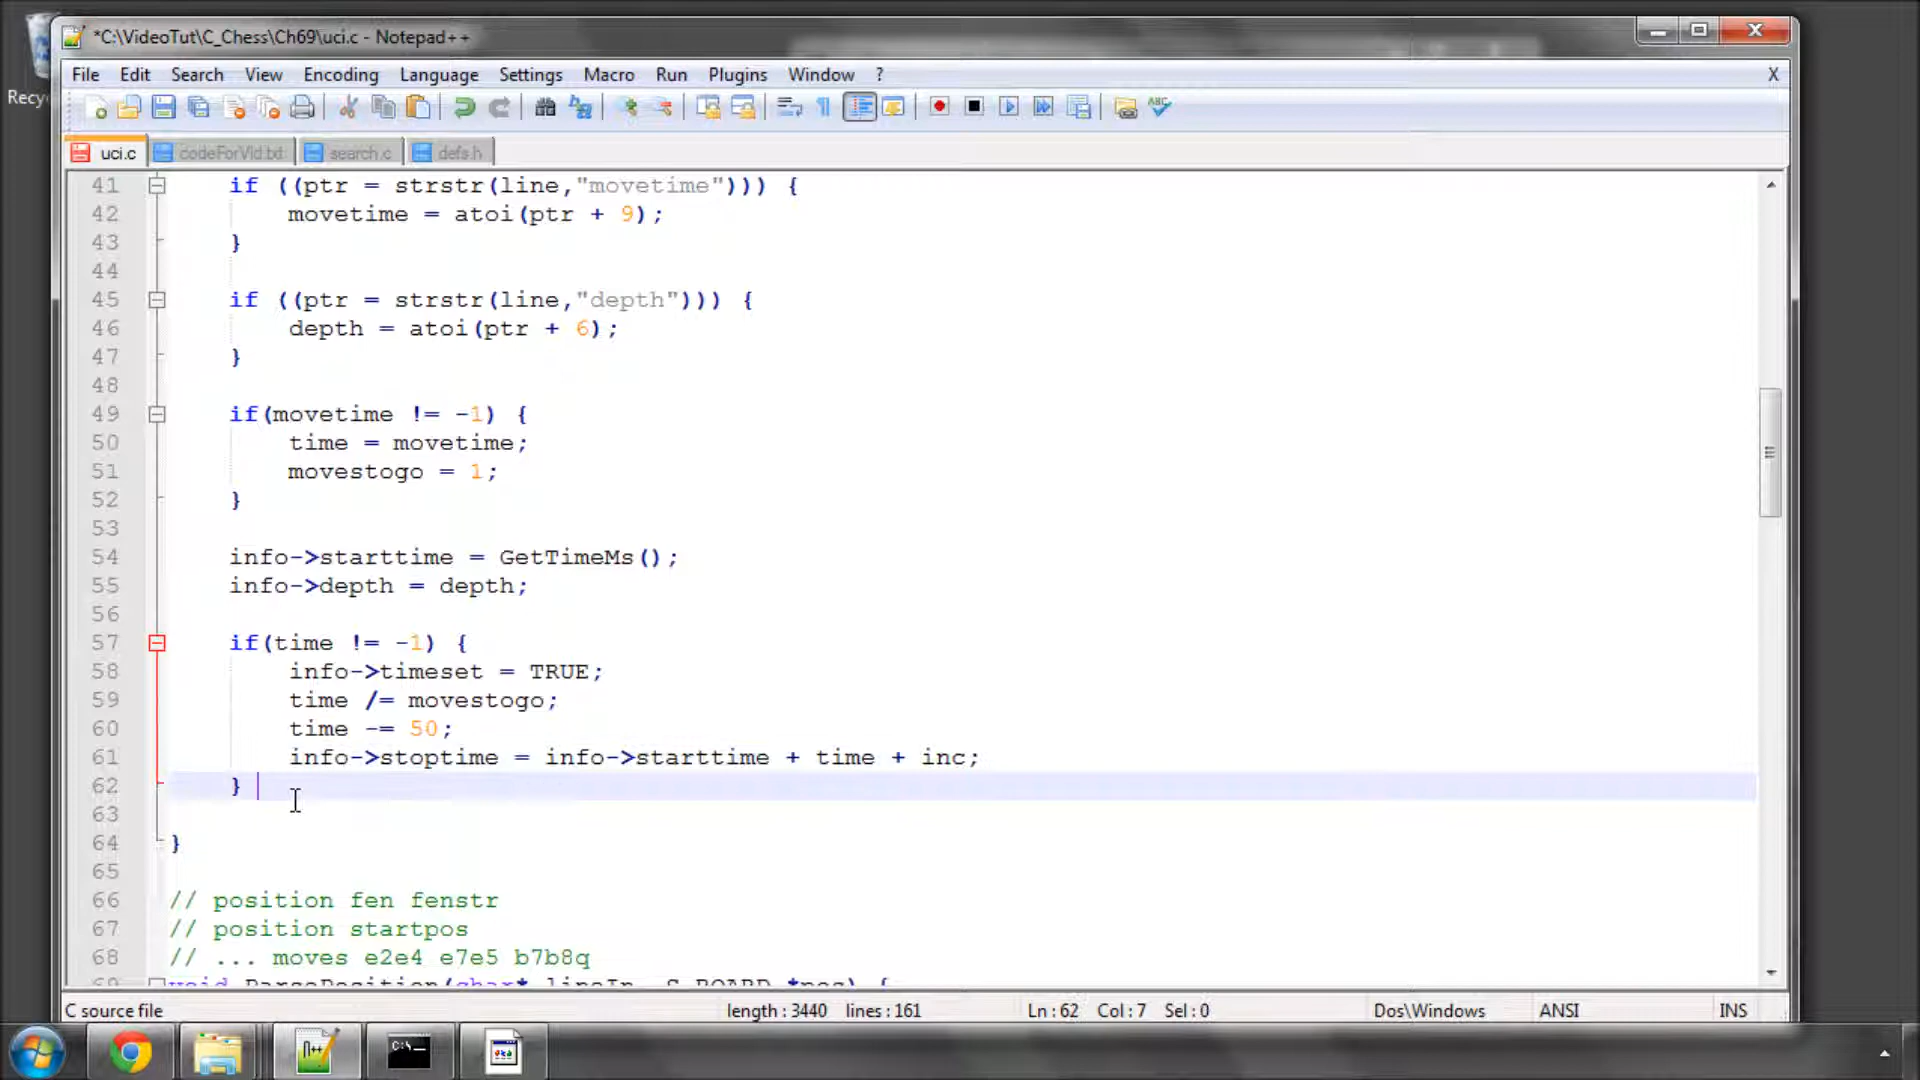 *C:\VideoTut\C_Chess\Ch69\uci.c - Notepad++
Recy
File Edit Search View Encoding Language Settings Macro Run Plugins Window ? X
uci.c codeForVid.txt search.c defs.h
41 if ((ptr = strstr(line,"movetime"))) {
42 movetime = atoi(ptr + 9);
43 }
44
45 if ((ptr = strstr(line,"depth"))) {
46 depth = atoi(ptr + 6);
47 }
48
49 if(movetime != -1) {
50 time = movetime;
51 movestogo = 1;
52 }
53
54 info->starttime = GetTimeMs();
55 info->depth = depth;
56
57 if(time != -1) {
58 info->timeset = TRUE;
59 time /= movestogo;
60 time -= 50;
61 info->stoptime = info->starttime + time + inc;
62 }
63
64 }
65
66 // position fen fenstr
67 // position startpos
68 // ... moves e2e4 e7e5 b7b8q
69 void ParsePosition(char* lineIn, S_BOARD *pos) {
C source file length : 3440 lines : 161 Ln : 62 Col : 7 Sel : 0 Dos\Windows ANSI INS